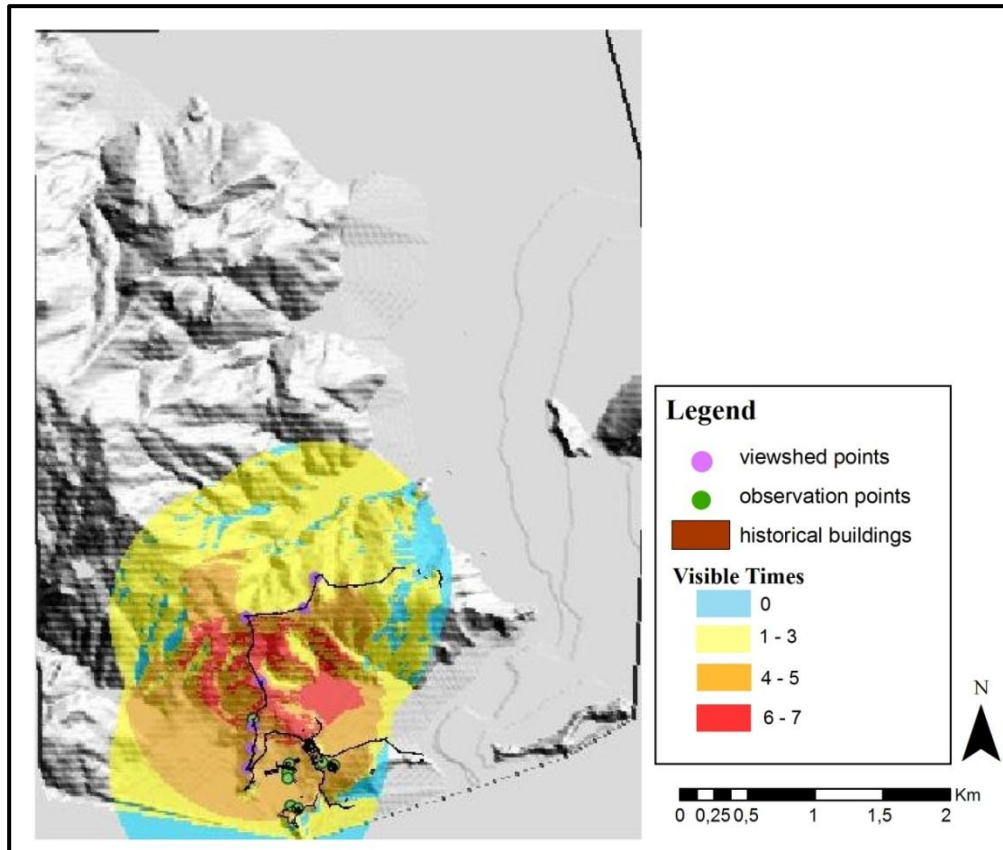 Legend
viewshed points
observation points
historical buildings
Visible Times
0
1 - 3
4 - 5
6 - 7
N
Km
0 0,25 0,5 1 1,5 2